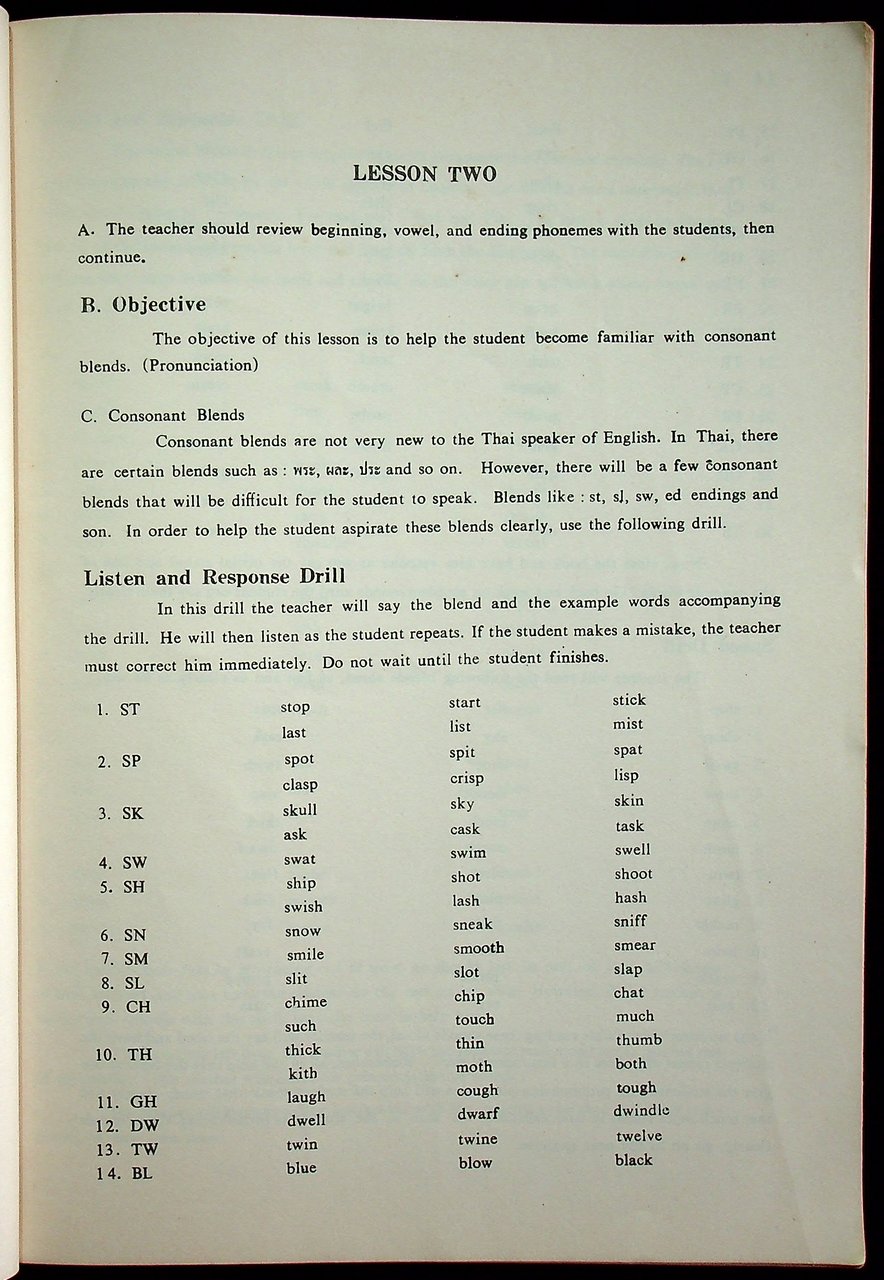 LESSON TWO
A. The teacher should review beginning, vowel, and ending phonemes with the students, then
continue.
B. Objective
The objective of this lesson is to help the student become familiar with consonant
blends. (Pronunciation)
C. Consonant Blends
Consonant blends are not very new to the Thai speaker of English. In Thai, there
are certain blends such as : พระ, ผละ, ประ and so on. However, there will be a few consonant
blends that will be difficult for the student to speak. Blends like : st, sl, sw, ed endings and
son. In order to help the student aspirate these blends clearly, use the following drill.
Listen and Response Drill
In this drill the teacher will say the blend and the example words accompanying
the drill. He will then listen as the student repeats. If the student makes a mistake, the teacher
must correct him immediately. Do not wait until the student finishes.
1. ST stop start stick
last list mist
2. SP spot spit spat
clasp crisp lisp
3. SK skull sky skin
ask cask task
4. SW swat swim swell
5. SH ship shot shoot
swish lash hash
6. SN snow sneak sniff
7. SM smile smooth smear
8. SL slit slot slap
9. CH chime chip chat
such touch much
10. TH thick thin thumb
kith moth both
11. GH laugh cough tough
12. DW dwell dwarf dwindle
13. TW twin twine twelve
14. BL blue blow black